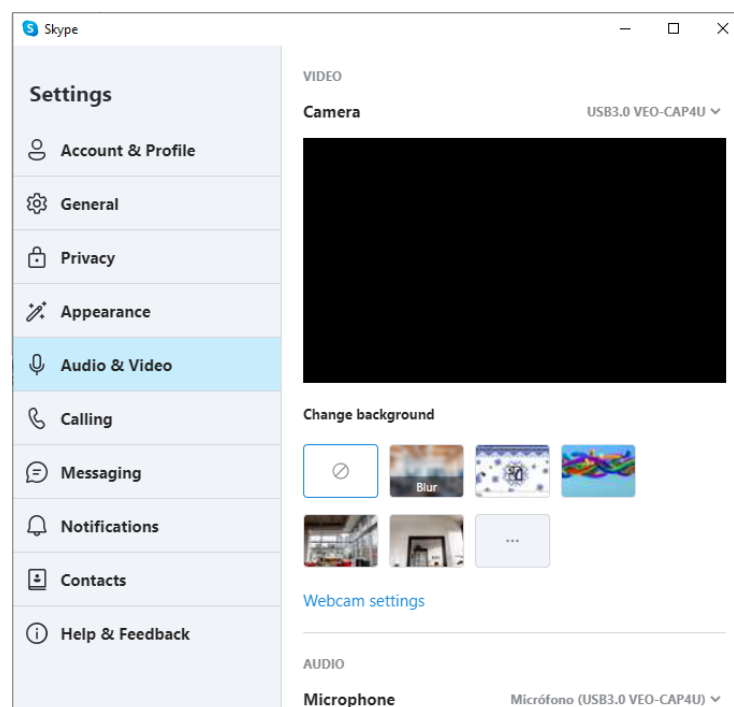 Skype
Settings
Account & Profile
General
Privacy
Appearance
Audio & Video
Calling
Messaging
Notifications
Contacts
Help & Feedback
VIDEO
Camera USB3.0 VEO-CAP4U
Change background
Blur
Webcam settings
AUDIO
Microphone Micrófono (USB3.0 VEO-CAP4U)